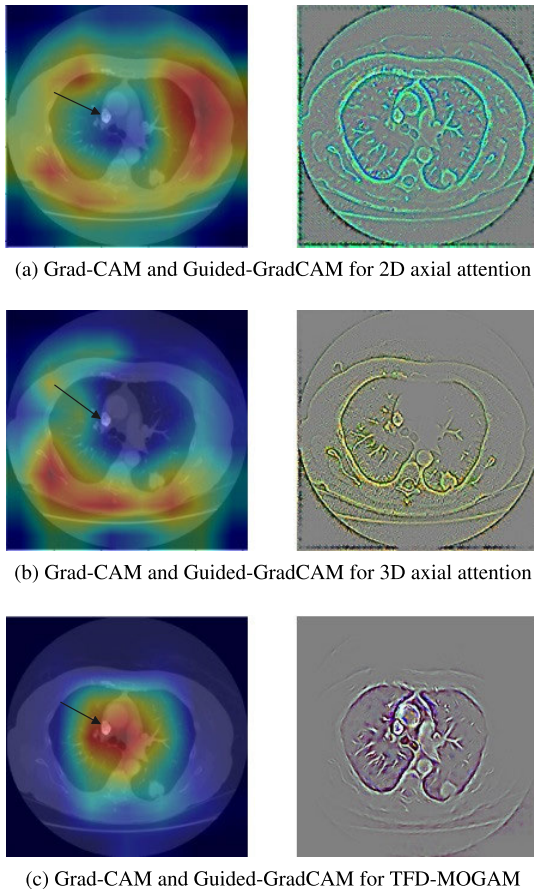 (a) Grad-CAM and Guided-GradCAM for 2D axial attention
(b) Grad-CAM and Guided-GradCAM for 3D axial attention
(c) Grad-CAM and Guided-GradCAM for TFD-MOGAM